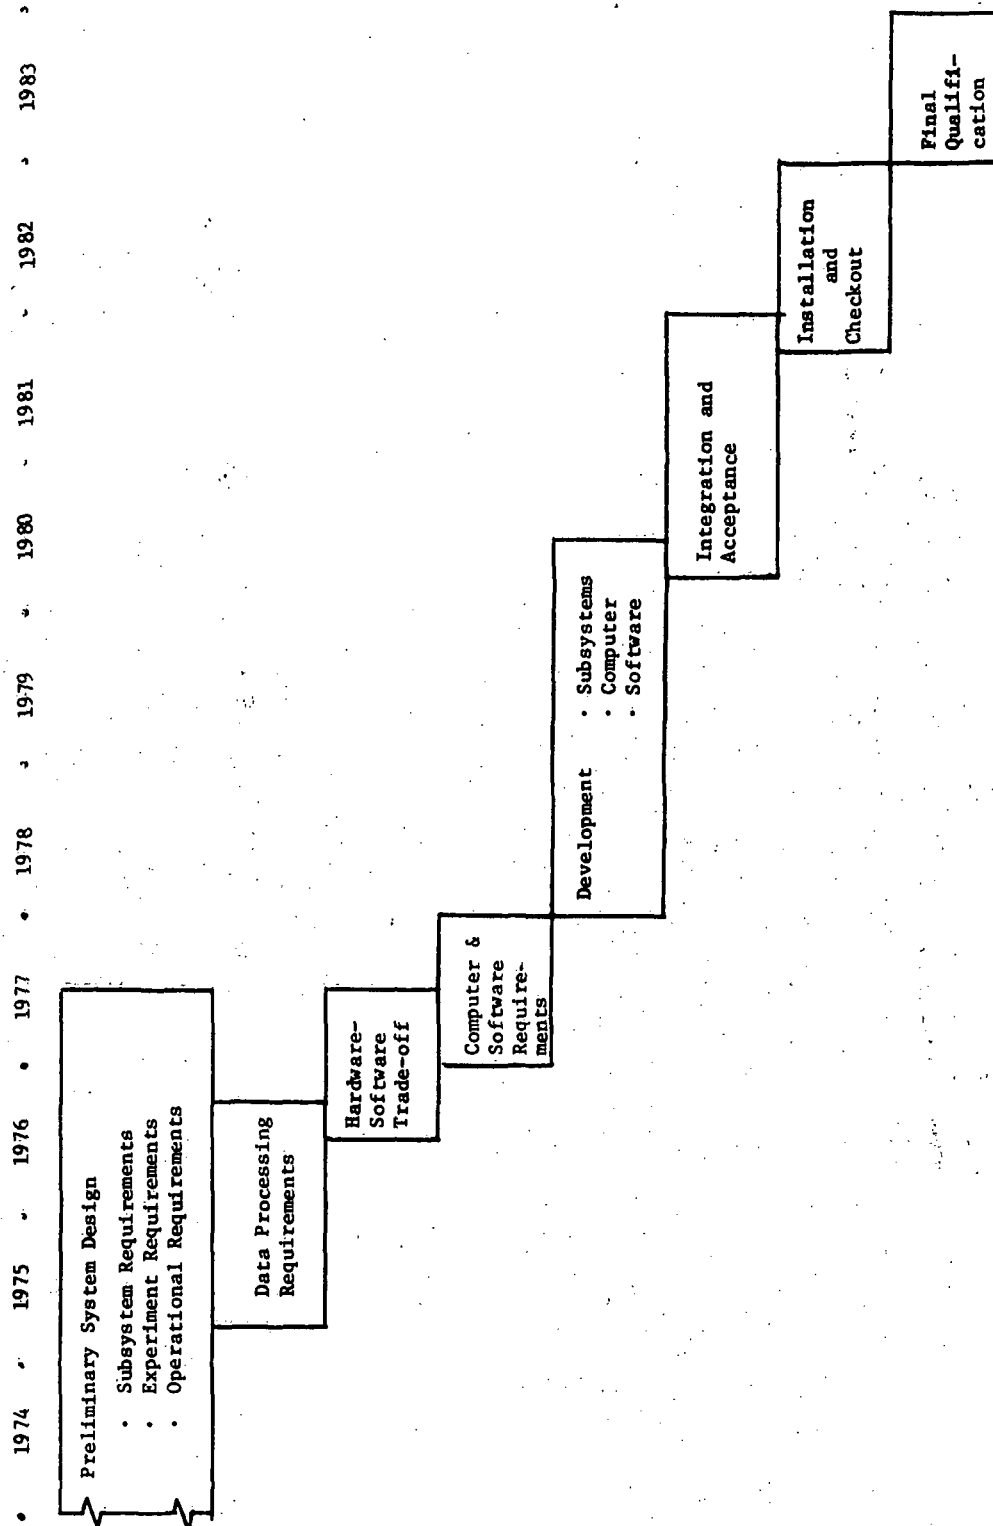 1974 1975 1976 1977 1978 1979 1980 1981 1982 1983
Preliminary System Design
· Subsystem Requirements
· Experiment Requirements
· Operational Requirements
Data Processing
Requirements
Hardware-
Software
Trade-off
Computer &
Software
Require-
ments
Development · Subsystems
· Computer
· Software
Integration and
Acceptance
Installation
and
Checkout
Final
Qualifi-
cation